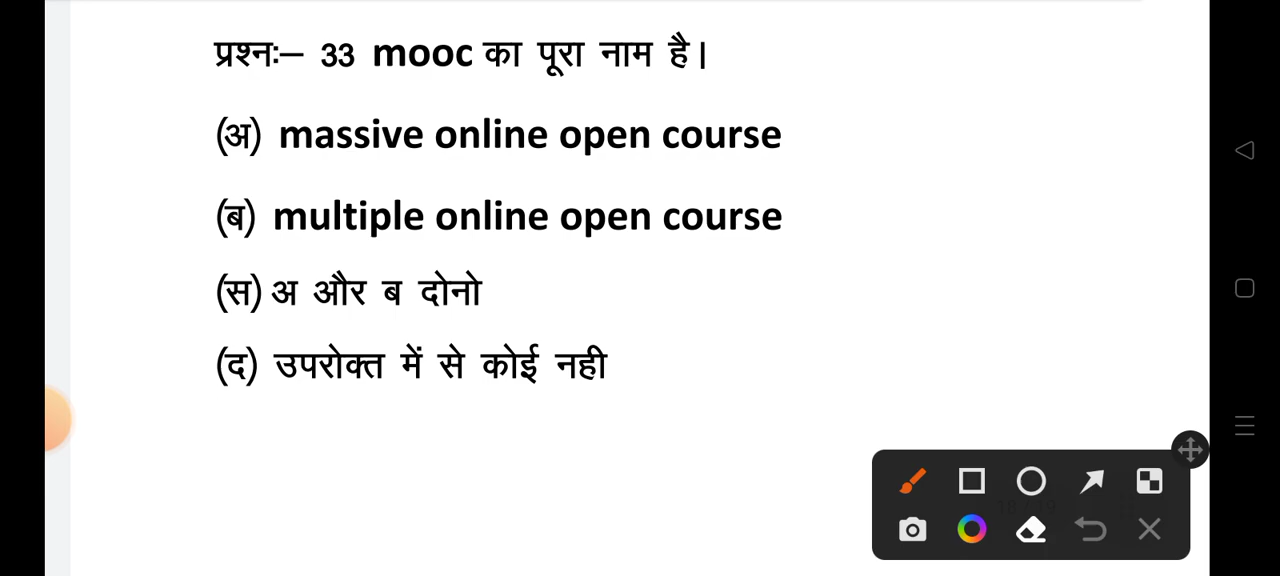 प्रश्नः– 33 mooc का पूरा नाम है।
(अ) massive online open course
(ब) multiple online open course
(स) अ और ब दोनो
(द) उपरोक्त में से कोई नही